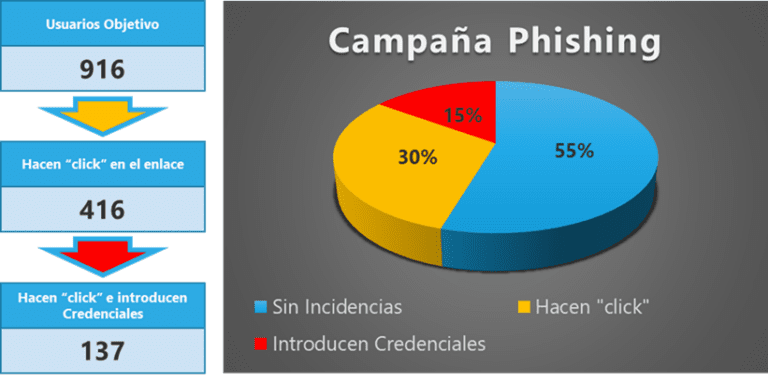 Usuarios Objetivo
916
Hacen “click” en el enlace
416
Hacen “click” e introducen
Credenciales
137
Campaña Phishing
15%
30%
55%
Sin Incidencias
Hacen "click"
Introducen Credenciales